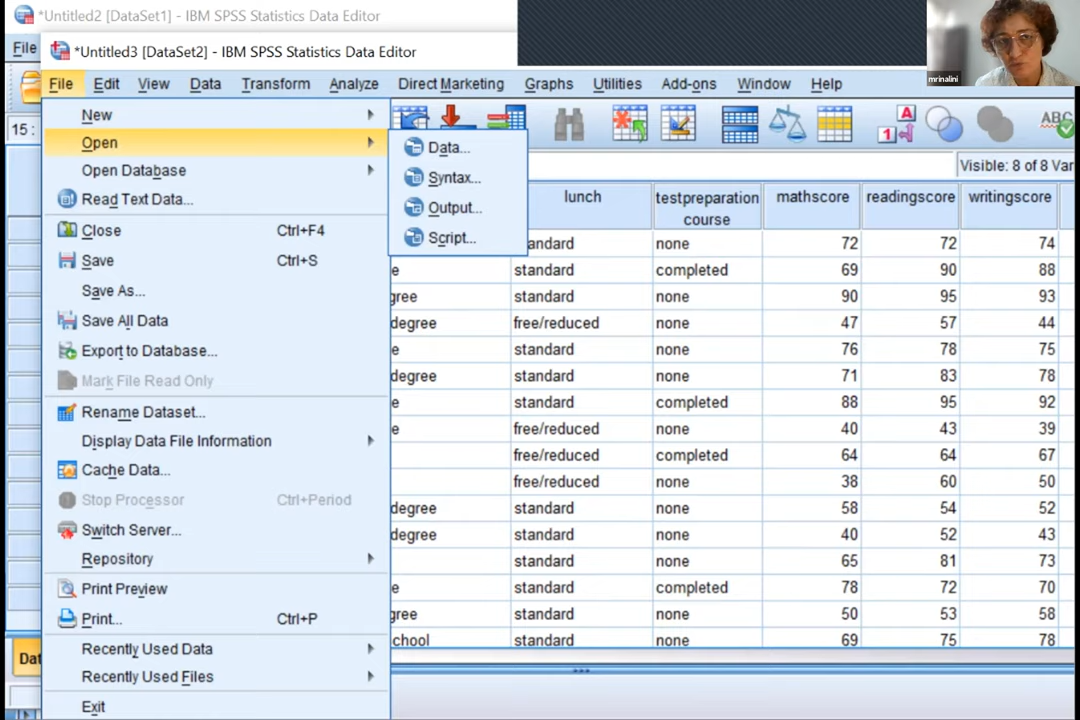 *Untitled2 [DataSet1] - IBM SPSS Statistics Data Editor
File
*Untitled3 [DataSet2] - IBM SPSS Statistics Data Editor
mrinalini
File Edit View Data Transform Analyze Direct Marketing Graphs Utilities Add-ons Window Help
New
Open
Open Database
Read Text Data...
Close Ctrl+F4
Save Ctrl+S
Save As...
Save All Data
Export to Database...
Mark File Read Only
Rename Dataset...
Display Data File Information
Cache Data...
Stop Processor Ctrl+Period
Switch Server...
Repository
Print Preview
Print... Ctrl+P
Recently Used Data
Recently Used Files
Exit
Data...
Syntax...
Output...
Script...
15 :
1 A
ABC
Visible: 8 of 8 Var
lunch testpreparation course mathscore readingscore writingscore
andard none 72 72 74
e standard completed 69 90 88
gree standard none 90 95 93
degree free/reduced none 47 57 44
e standard none 76 78 75
degree standard none 71 83 78
e standard completed 88 95 92
e free/reduced none 40 43 39
free/reduced completed 64 64 67
free/reduced none 38 60 50
degree standard none 58 54 52
degree standard none 40 52 43
standard none 65 81 73
e standard completed 78 72 70
gree standard none 50 53 58
chool standard none 69 75 78
Dat